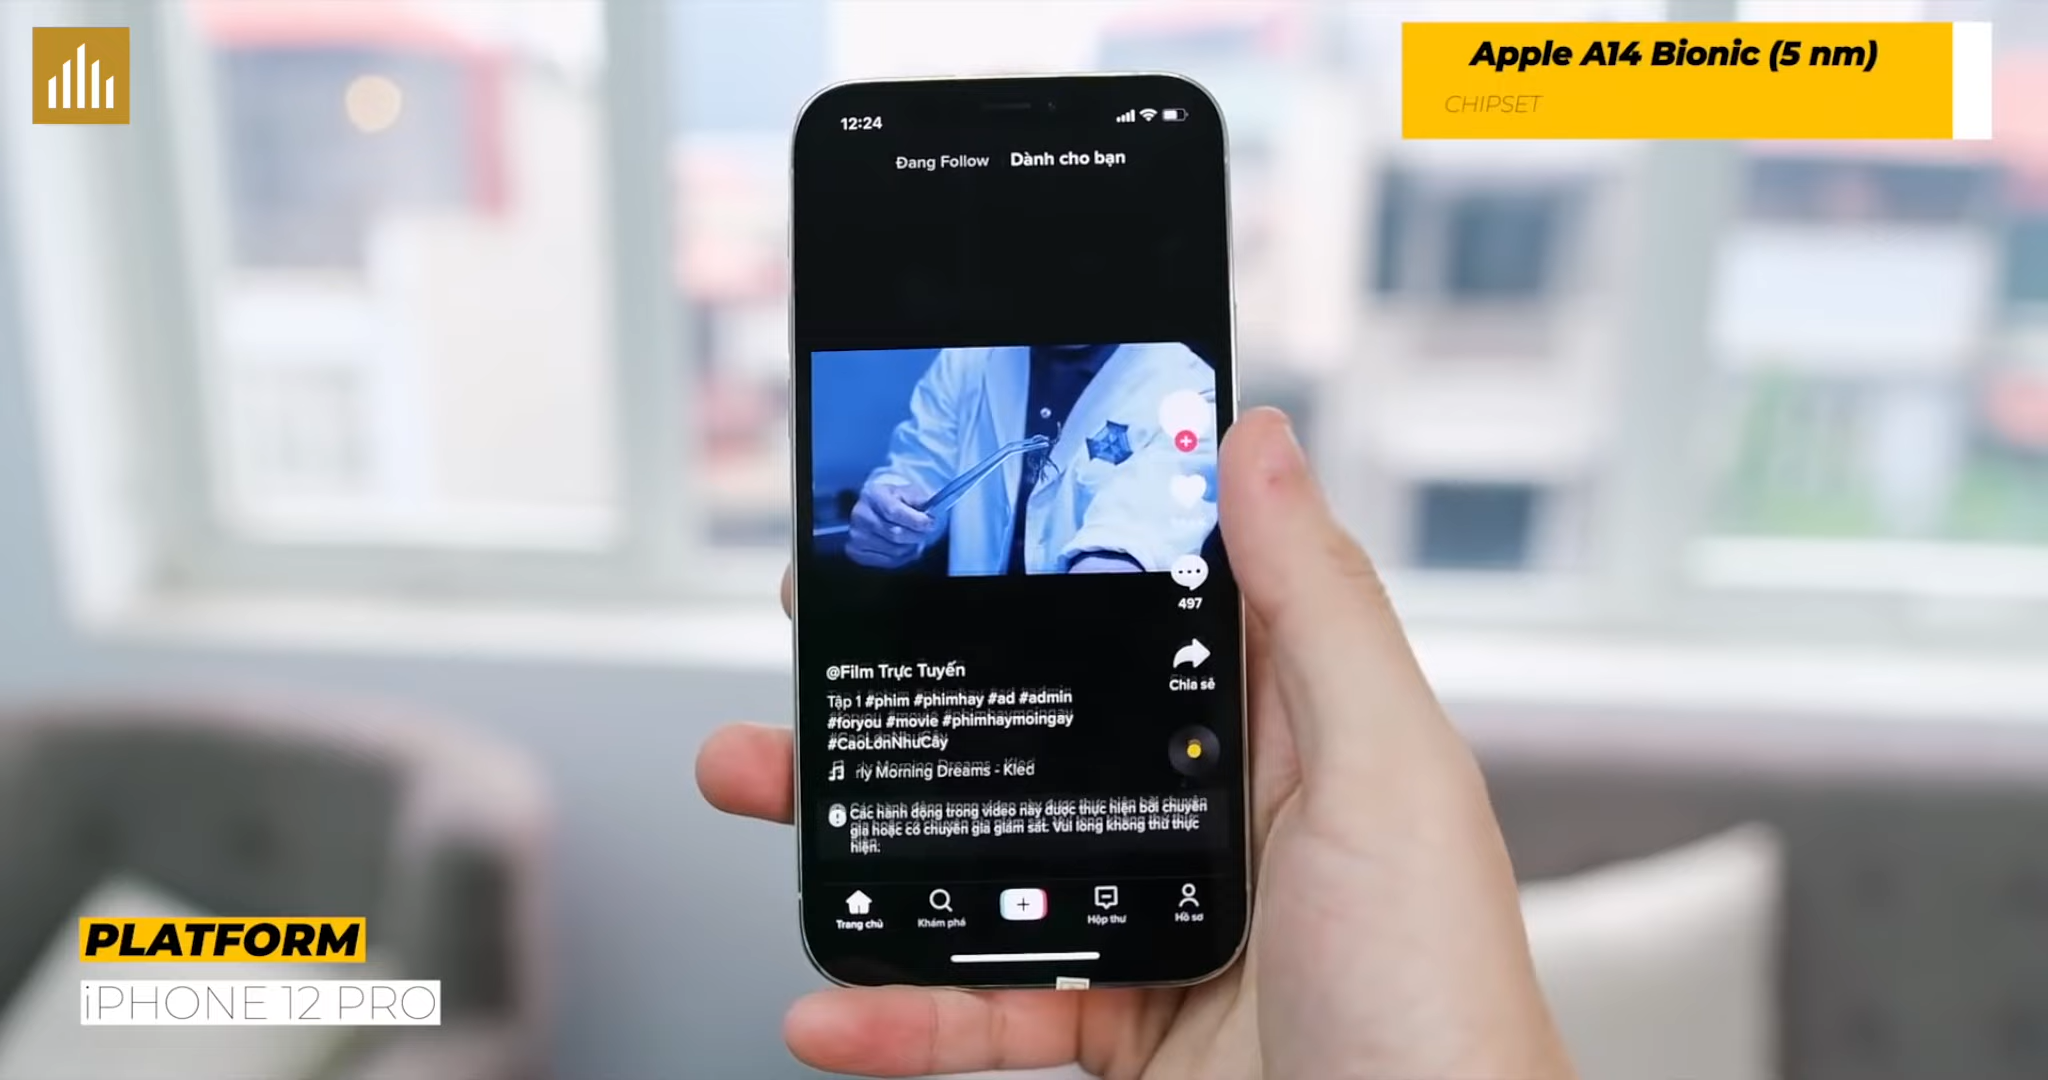 Apple A14 Bionic (5 nm)
CHIPSET
12:24
Đang Follow Dành cho bạn
497
Chia sẻ
@Film Trực Tuyến
Tập 1 #phim #phimhay #ad #admin
#foryou #movie #phimhaymoingay
#CaoLớnNhưCây
rly Morning Dreams - Kled
Các hành động trong video này được thực hiện bởi chuyên
gia hoặc có chuyên gia giám sát. Vui lòng không thử thực
hiện.
Trang chủ Khám phá Hộp thư Hồ sơ
PLATFORM
iPHONE 12 PRO